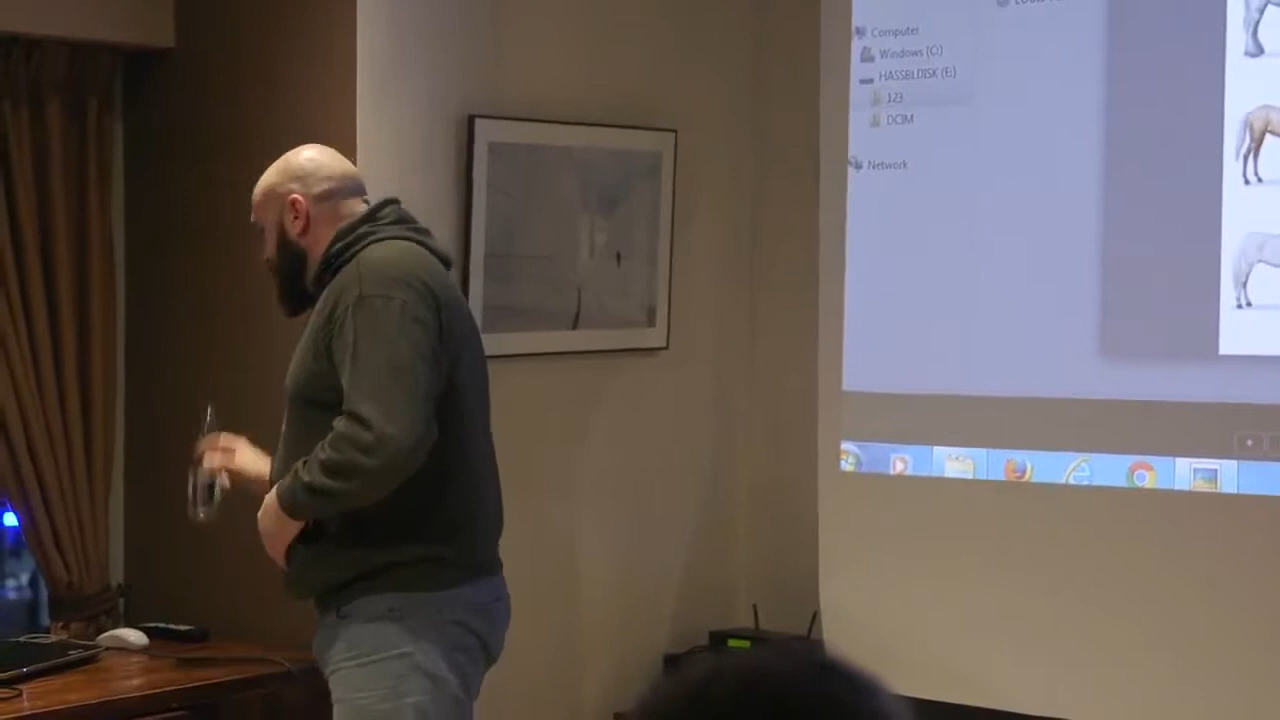 Computer
Windows (C:)
HASSBLDISK (E:)
123
DCIM
Network